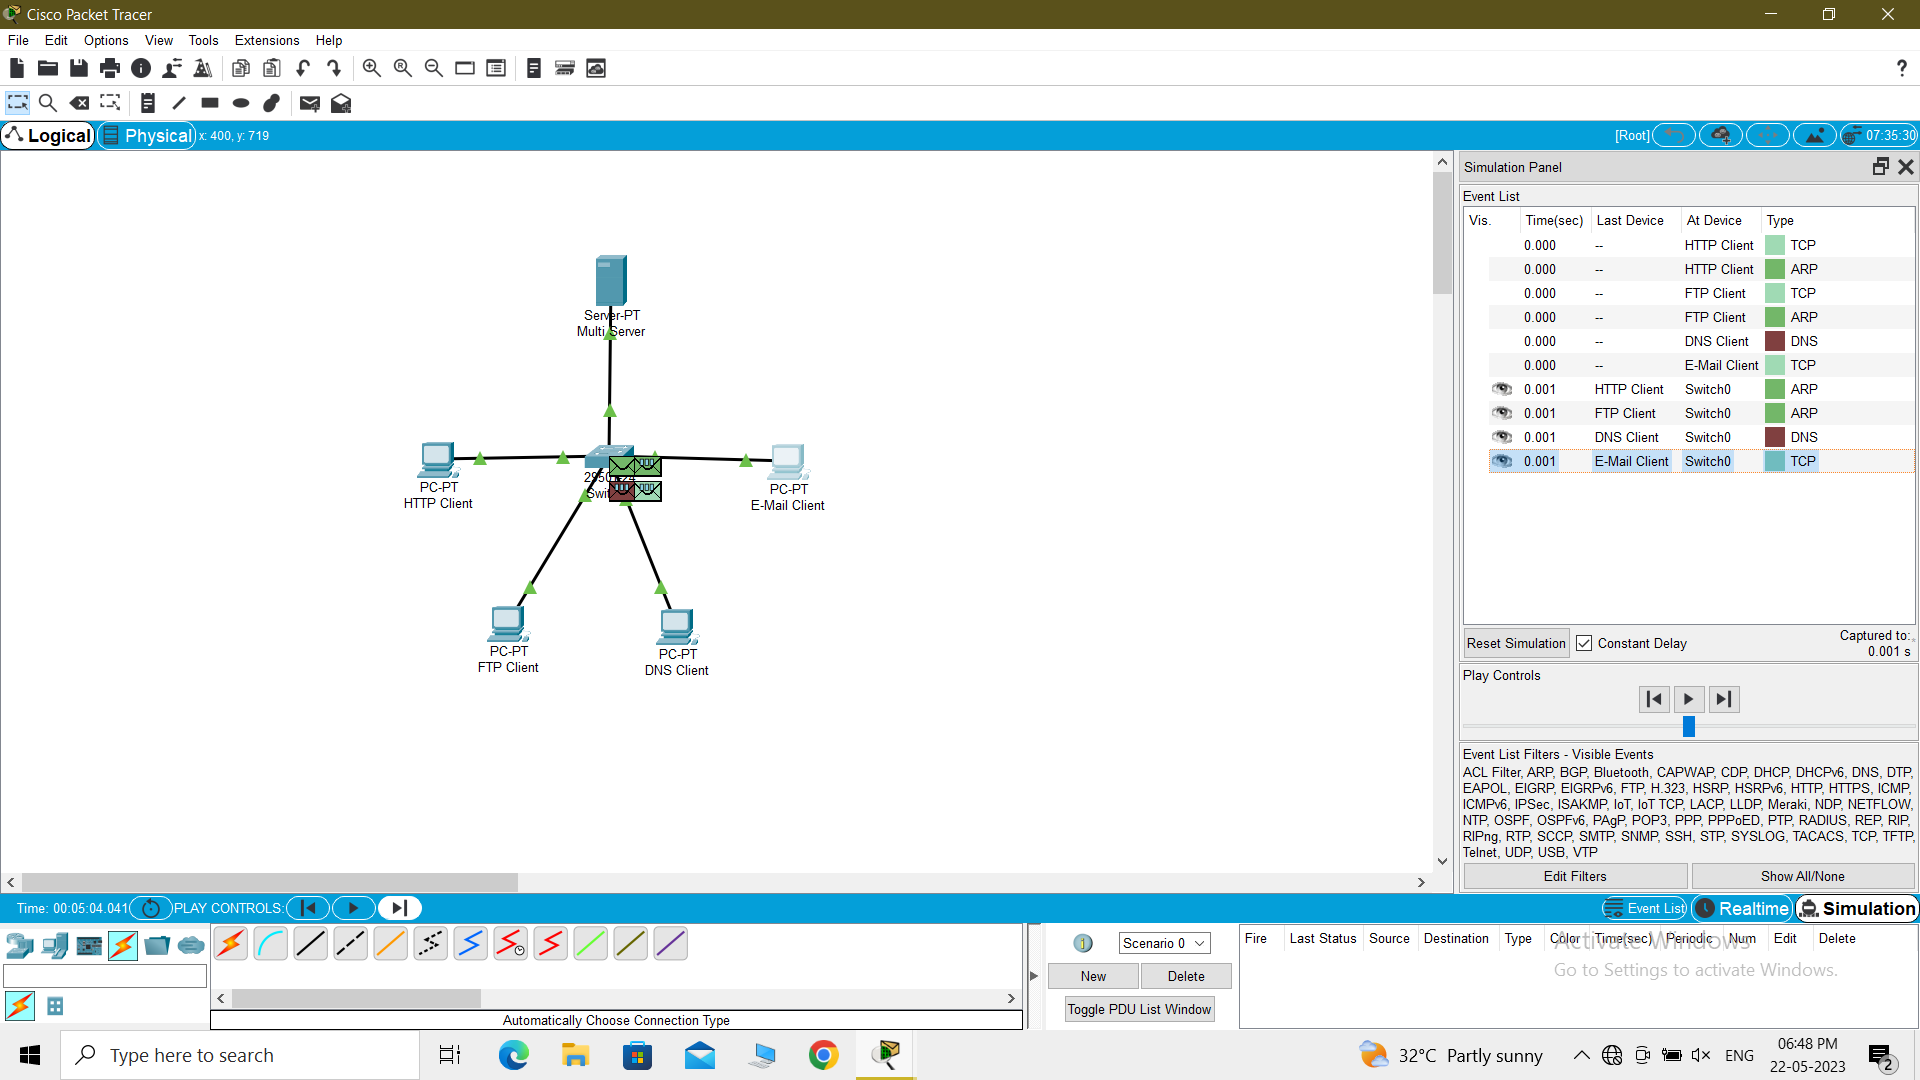 Cisco Packet Tracer
File Edit Options View Tools Extensions Help
?
Logical Physical x: 400, y: 719 [Root] 07:35:30
Server-PT
Multi Server
PC-PT
HTTP Client
PC-PT
E-Mail Client
PC-PT
FTP Client
PC-PT
DNS Client
Simulation Panel
Event List
Vis. Time(sec) Last Device At Device Type
0.000 -- HTTP Client TCP
0.000 -- HTTP Client ARP
0.000 -- FTP Client TCP
0.000 -- FTP Client ARP
0.000 -- DNS Client DNS
0.000 -- E-Mail Client TCP
0.001 HTTP Client Switch0 ARP
0.001 FTP Client Switch0 ARP
0.001 DNS Client Switch0 DNS
0.001 E-Mail Client Switch0 TCP
Reset Simulation Constant Delay Captured to:
0.001 s
Play Controls
Event List Filters - Visible Events
ACL Filter, ARP, BGP, Bluetooth, CAPWAP, CDP, DHCP, DHCPv6, DNS, DTP,
EAPOL, EIGRP, EIGRPv6, FTP, H.323, HSRP, HSRPv6, HTTP, HTTPS, ICMP,
ICMPv6, IPSec, ISAKMP, IoT, IoT TCP, LACP, LLDP, Meraki, NDP, NETFLOW,
NTP, OSPF, OSPFv6, PAgP, POP3, PPP, PPPoED, PTP, RADIUS, REP, RIP,
RIPng, RTP, SCCP, SMTP, SNMP, SSH, STP, SYSLOG, TACACS, TCP, TFTP,
Telnet, UDP, USB, VTP
Edit Filters Show All/None
Time: 00:05:04.041 PLAY CONTROLS: Event List Realtime Simulation
Scenario 0
New Delete
Toggle PDU List Window
Fire Last Status Source Destination Type Color Time(sec) Periodic Num Edit Delete
Activate Windows
Go to Settings to activate Windows.
Automatically Choose Connection Type
Type here to search
32°C Partly sunny
ENG
06:48 PM
22-05-2023
2